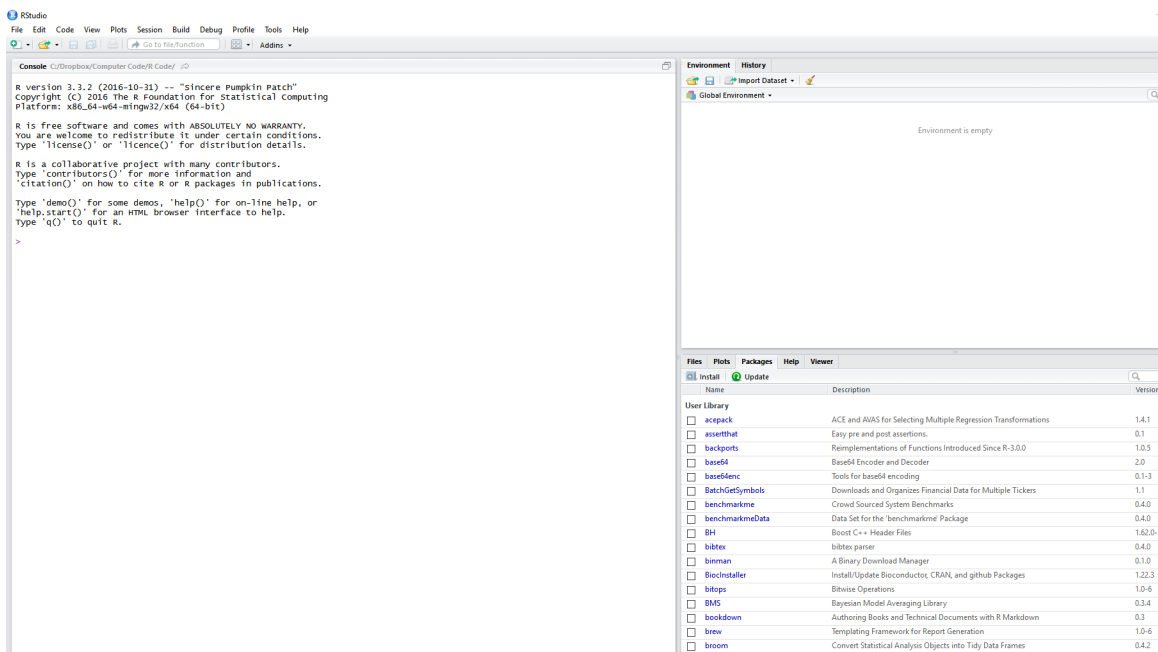 RStudio
File Edit Code View Plots Session Build Debug Profile Tools Help
Go to file/function Addins
Console C:/Dropbox/Computer Code/R Code/
R version 3.3.2 (2016-10-31) -- "Sincere Pumpkin Patch"
Copyright (C) 2016 The R Foundation for Statistical Computing
Platform: x86_64-w64-mingw32/x64 (64-bit)
R is free software and comes with ABSOLUTELY NO WARRANTY.
You are welcome to redistribute it under certain conditions.
Type 'license()' or 'licence()' for distribution details.
R is a collaborative project with many contributors.
Type 'contributors()' for more information and
'citation()' on how to cite R or R packages in publications.
Type 'demo()' for some demos, 'help()' for on-line help, or
'help.start()' for an HTML browser interface to help.
Type 'q()' to quit R.
>
Environment History
Import Dataset
Global Environment
Environment is empty
Files Plots Packages Help Viewer
Install Update
Name Description Version
User Library
acepack ACE and AVAS for Selecting Multiple Regression Transformations 1.4.1
assertthat Easy pre and post assertions. 0.1
backports Reimplementations of Functions Introduced Since R-3.0.0 1.0.5
base64 Base64 Encoder and Decoder 2.0
base64enc Tools for base64 encoding 0.1-3
BatchGetSymbols Downloads and Organizes Financial Data for Multiple Tickers 1.1
benchmarkme Crowd Sourced System Benchmarks 0.4.0
benchmarkmeData Data Set for the 'benchmarkme' Package 0.4.0
BH Boost C++ Header Files 1.62.0-
bibtex bibtex parser 0.4.0
binman A Binary Download Manager 0.1.0
BiocInstaller Install/Update Bioconductor, CRAN, and github Packages 1.22.3
bitops Bitwise Operations 1.0-6
BMS Bayesian Model Averaging Library 0.3.4
bookdown Authoring Books and Technical Documents with R Markdown 0.3
brew Templating Framework for Report Generation 1.0-6
broom Convert Statistical Analysis Objects into Tidy Data Frames 0.4.2